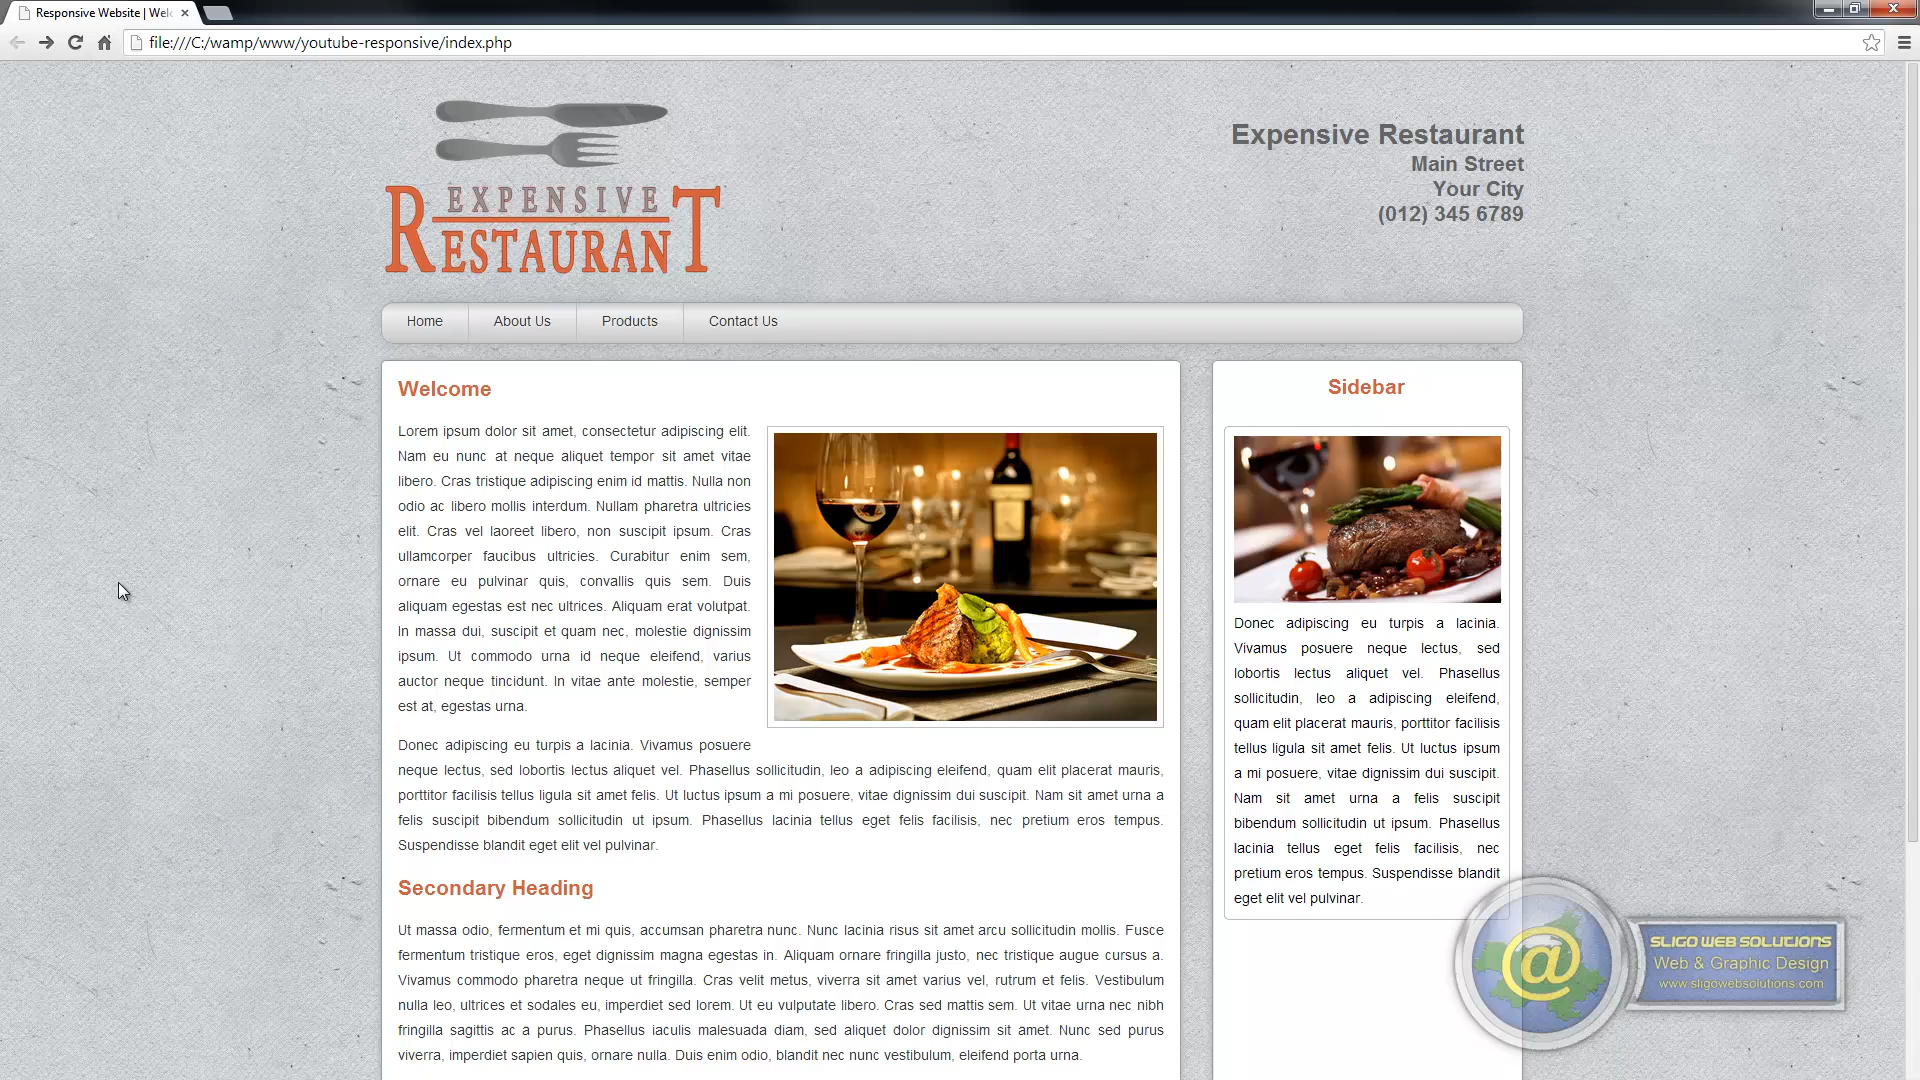 Responsive Website | Wel
file:///C:/wamp/www/youtube-responsive/index.php
EXPENSIVE
RESTAURANT
Expensive Restaurant
Main Street
Your City
(012) 345 6789
Home
About Us
Products
Contact Us
Welcome
Lorem ipsum dolor sit amet, consectetur adipiscing elit.
Nam eu nunc at neque aliquet tempor sit amet vitae
libero. Cras tristique adipiscing enim id mattis. Nulla non
odio ac libero mollis interdum. Nullam pharetra ultricies
elit. Cras vel laoreet libero, non suscipit ipsum. Cras
ullamcorper faucibus ultricies. Curabitur enim sem,
ornare eu pulvinar quis, convallis quis sem. Duis
aliquam egestas est nec ultrices. Aliquam erat volutpat.
In massa dui, suscipit et quam nec, molestie dignissim
ipsum. Ut commodo urna id neque eleifend, varius
auctor neque tincidunt. In vitae ante molestie, semper
est at, egestas urna.
Donec adipiscing eu turpis a lacinia. Vivamus posuere
neque lectus, sed lobortis lectus aliquet vel. Phasellus sollicitudin, leo a adipiscing eleifend, quam elit placerat mauris,
porttitor facilisis tellus ligula sit amet felis. Ut luctus ipsum a mi posuere, vitae dignissim dui suscipit. Nam sit amet urna a
felis suscipit bibendum sollicitudin ut ipsum. Phasellus lacinia tellus eget felis facilisis, nec pretium eros tempus.
Suspendisse blandit eget elit vel pulvinar.
Secondary Heading
Ut massa odio, fermentum et mi quis, accumsan pharetra nunc. Nunc lacinia risus sit amet arcu sollicitudin mollis. Fusce
fermentum tristique eros, eget dignissim magna egestas in. Aliquam ornare fringilla justo, nec tristique augue cursus a.
Vivamus commodo pharetra neque ut fringilla. Cras velit metus, viverra sit amet varius vel, rutrum et felis. Vestibulum
nulla leo, ultrices et sodales eu, imperdiet sed lorem. Ut eu vulputate libero. Cras sed mattis sem. Ut vitae urna nec nibh
fringilla sagittis ac a purus. Phasellus iaculis malesuada diam, sed aliquet dolor dignissim sit amet. Nunc sed purus
viverra, imperdiet sapien quis, ornare nulla. Duis enim odio, blandit nec nunc vestibulum, eleifend porta urna.
Sidebar
Donec adipiscing eu turpis a lacinia.
Vivamus posuere neque lectus, sed
lobortis lectus aliquet vel. Phasellus
sollicitudin, leo a adipiscing eleifend,
quam elit placerat mauris, porttitor facilisis
tellus ligula sit amet felis. Ut luctus ipsum
a mi posuere, vitae dignissim dui suscipit.
Nam sit amet urna a felis suscipit
bibendum sollicitudin ut ipsum. Phasellus
lacinia tellus eget felis facilisis, nec
pretium eros tempus. Suspendisse blandit
eget elit vel pulvinar.
@
SLIGO WEB SOLUTIONS
Web & Graphic Design
www.sligowebsolutions.com